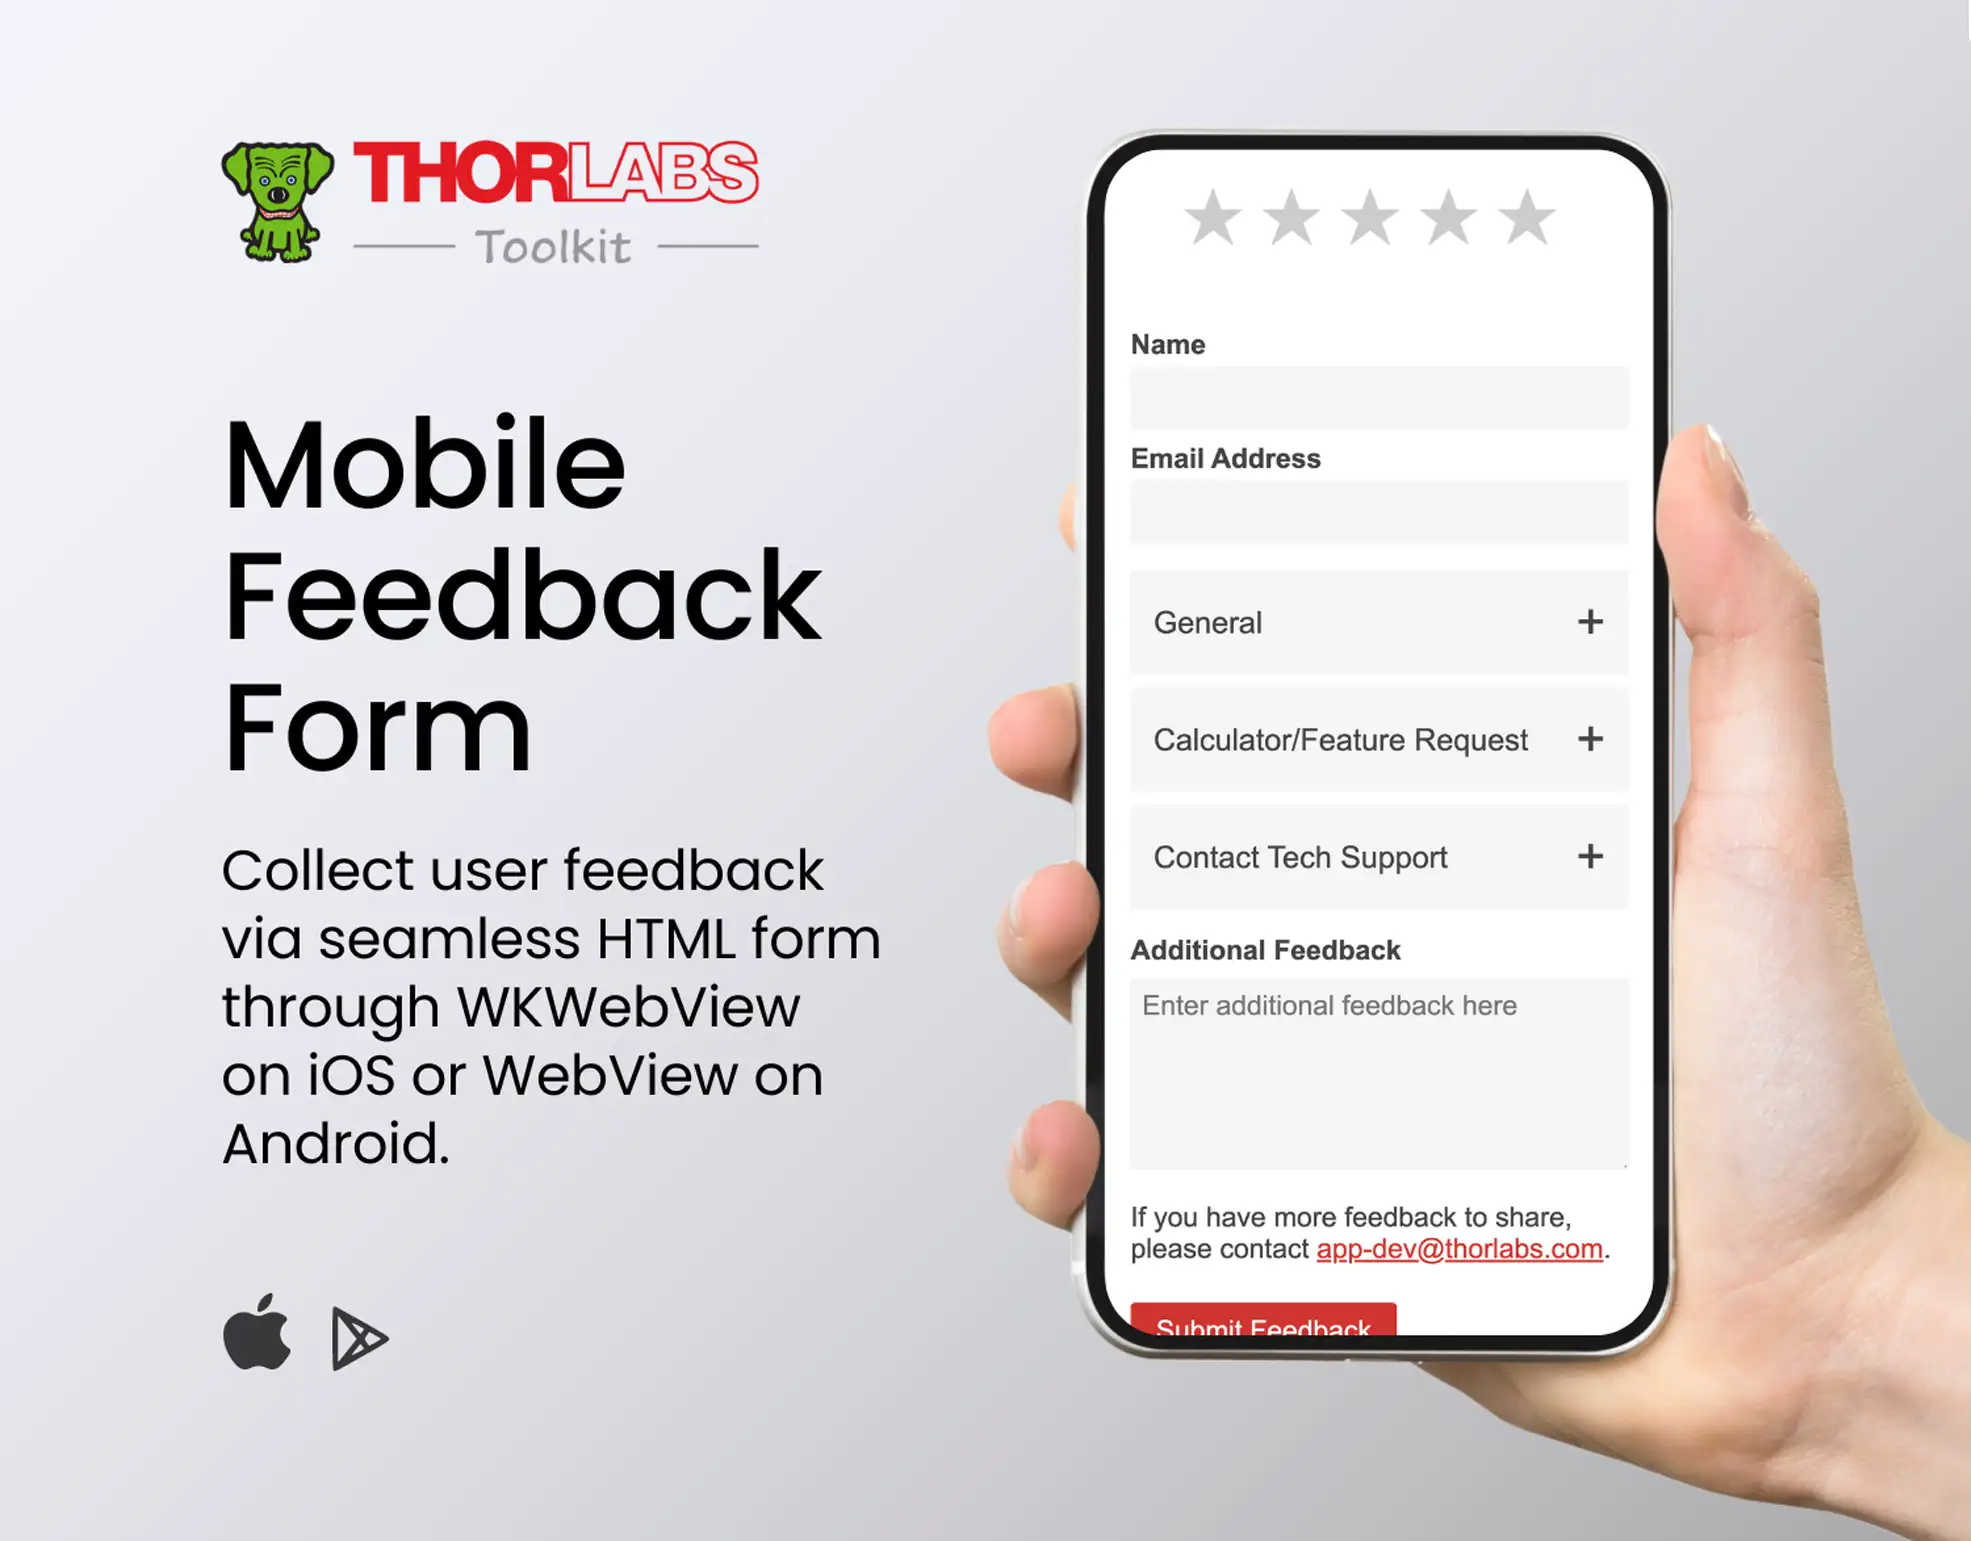 THORLABS
Toolkit
Mobile
Feedback
Form
Collect user feedback
via seamless HTML form
through WKWebView
on iOS or WebView on
Android.
Name
Email Address
General +
Calculator/Feature Request +
Contact Tech Support +
Additional Feedback
Enter additional feedback here
If you have more feedback to share,
please contact app-dev@thorlabs.com.
Submit Feedback